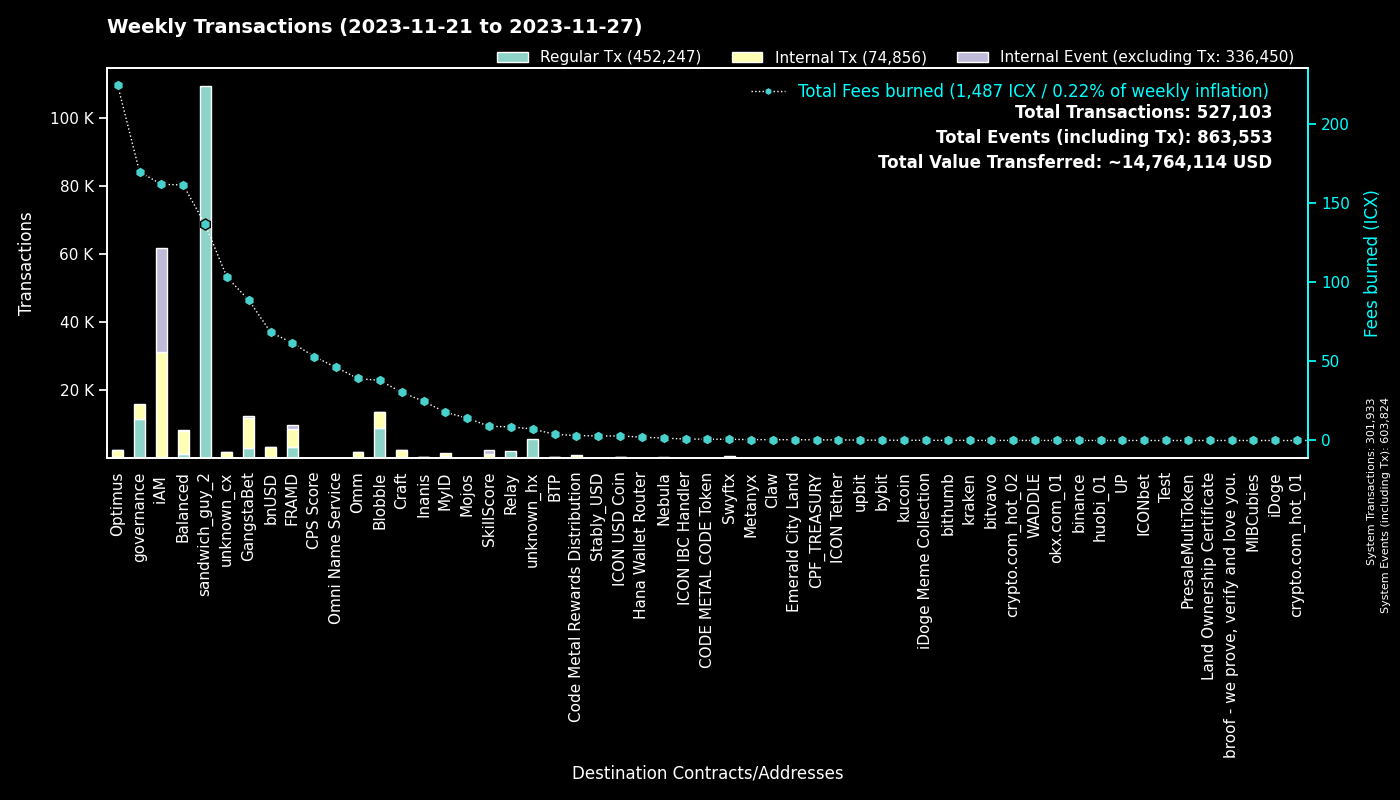 Weekly Transactions (2023-11-21 to 2023-11-27)
Regular Tx (452,247)
Internal Tx (74,856)
Internal Event (excluding Tx: 336,450)
Total Fees burned (1,487 ICX / 0.22% of weekly inflation)
Total Transactions: 527,103
Total Events (including Tx): 863,553
Total Value Transferred: ~14,764,114 USD
Transactions
100 K
80 K
60 K
40 K
20 K
200
150
100
50
0
Fees burned (ICX)
System Transactions: 301,933
System Events (including Tx): 603,824
Optimus
governance
iAM
Balanced
sandwich_guy_2
unknown_cx
GangstaBet
bnUSD
FRAMD
CPS Score
Omni Name Service
Omm
Blobble
Craft
Inanis
MyID
Mojos
SkillScore
Relay
unknown_hx
BTP
Code Metal Rewards Distribution
Stably_USD
ICON USD Coin
Hana Wallet Router
Nebula
ICON IBC Handler
CODE METAL CODE Token
Swyftx
Metanyx
Claw
Emerald City Land
CPF_TREASURY
ICON Tether
upbit
bybit
kucoin
iDoge Meme Collection
bithumb
kraken
bitvavo
crypto.com_hot_02
WADDLE
okx.com_01
binance
huobi_01
UP
ICONbet
Test
PresaleMultiToken
Land Ownership Certificate
broof - we prove, verify and love you.
MIBCubies
iDoge
crypto.com_hot_01
Destination Contracts/Addresses